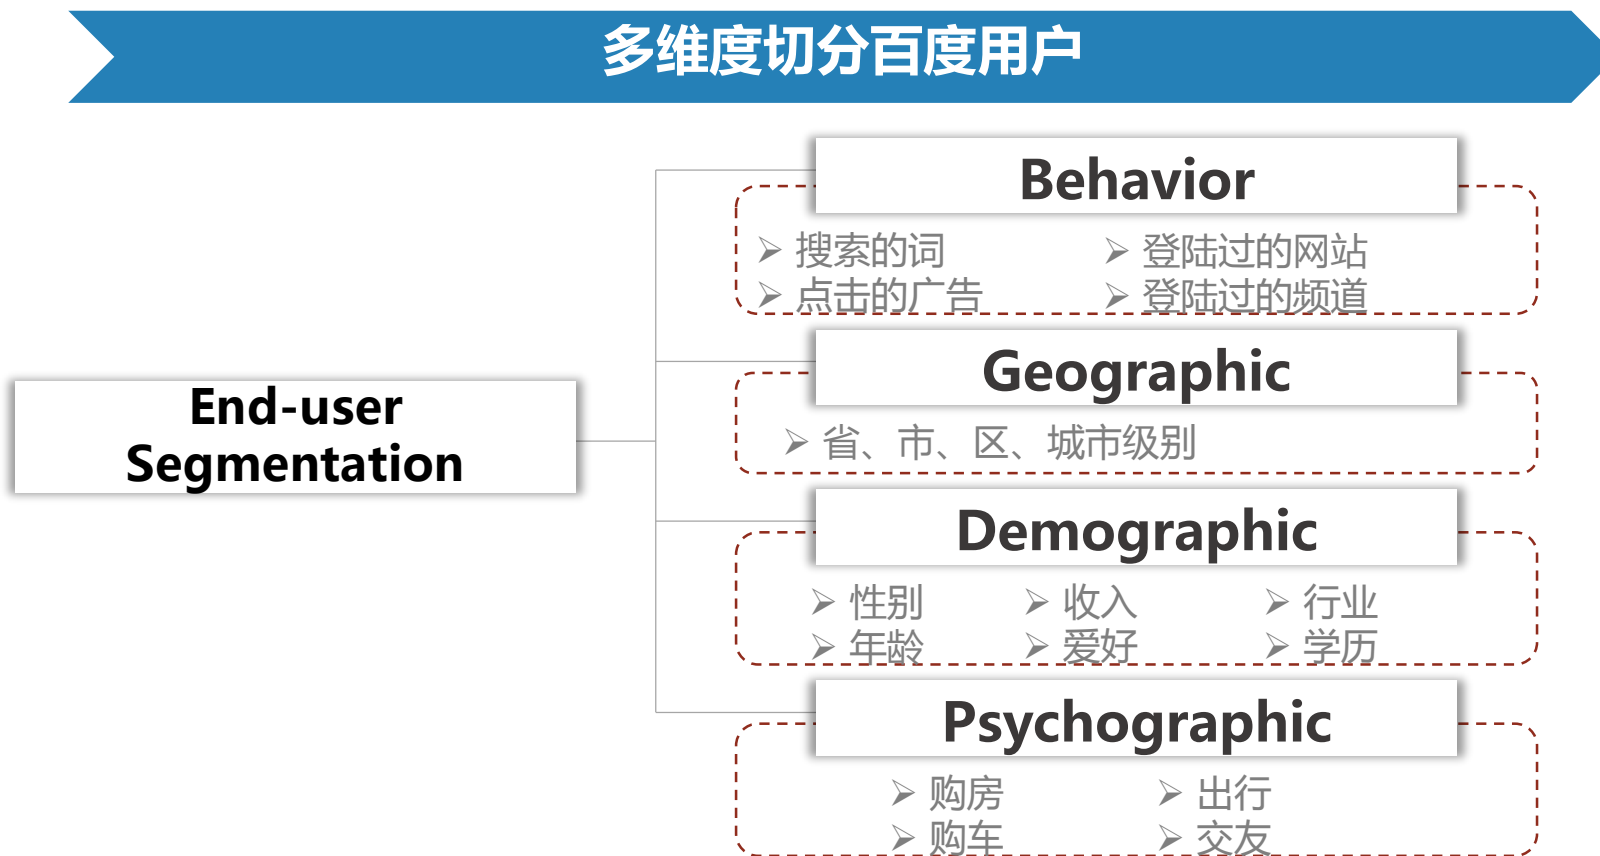 多维度切分百度用户
Behavior
➢ 搜索的词 ➢ 登陆过的网站
➢ 点击的广告 ➢ 登陆过的频道
Geographic
➢ 省、市、区、城市级别
End-user
Segmentation
Demographic
➢ 性别 ➢ 收入 ➢ 行业
➢ 年龄 ➢ 爱好 ➢ 学历
Psychographic
➢ 购房 ➢ 出行
➢ 购车 ➢ 交友